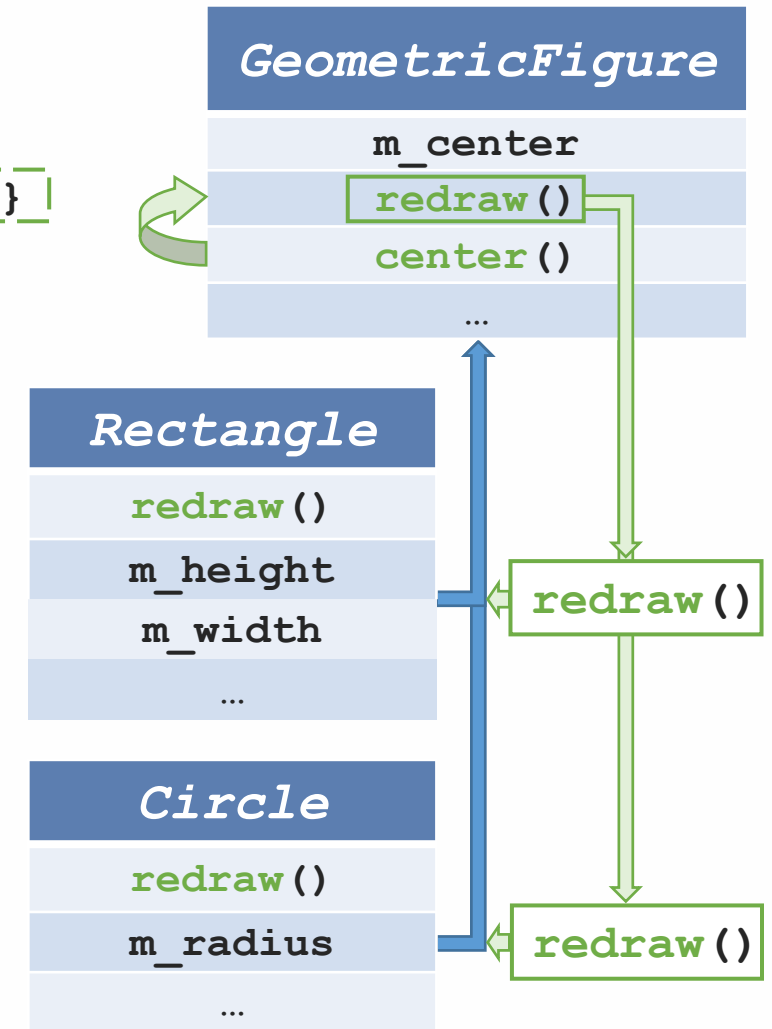 GeometricFigure
m_center
}
redraw()
center()
…
Rectangle
redraw()
m_height
m_width
…
redraw()
Circle
redraw()
m_radius
…
redraw()